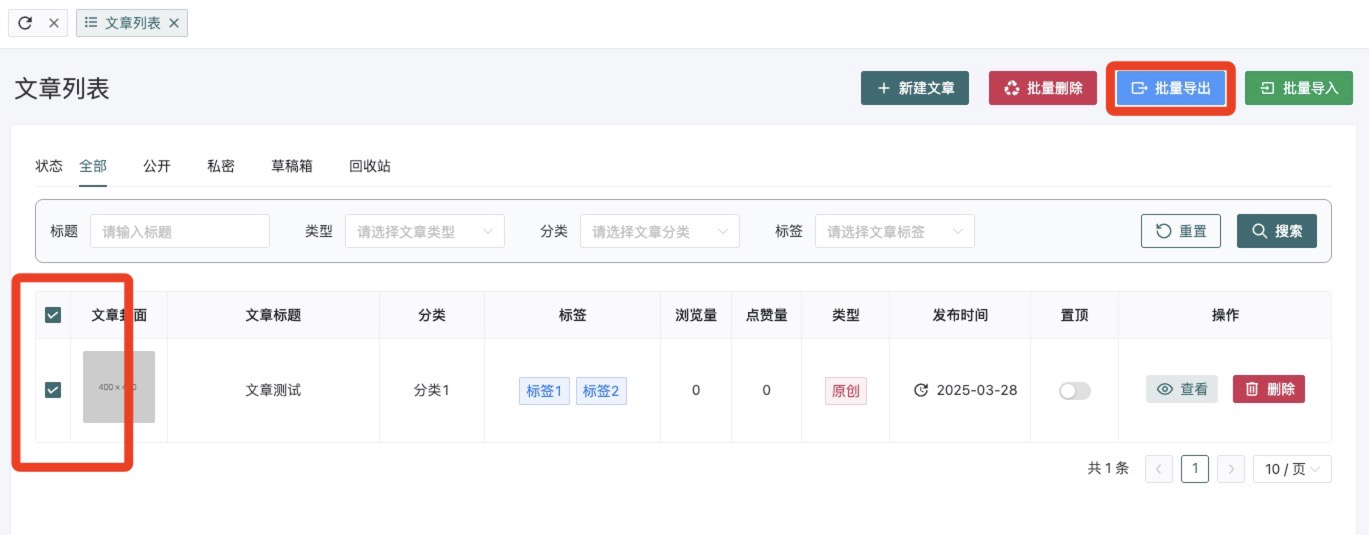 文章列表
文章列表
新建文章 批量删除 批量导出 批量导入
状态 全部 公开 私密 草稿箱 回收站
标题 请输入标题 类型 请选择文章类型 分类 请选择文章分类 标签 请选择文章标签 重置 搜索
文章封面 文章标题 分类 标签 浏览量 点赞量 类型 发布时间 置顶 操作
文章测试 分类1 标签1 标签2 0 0 原创 2025-03-28 查看 删除
共 1 条 1 10 / 页